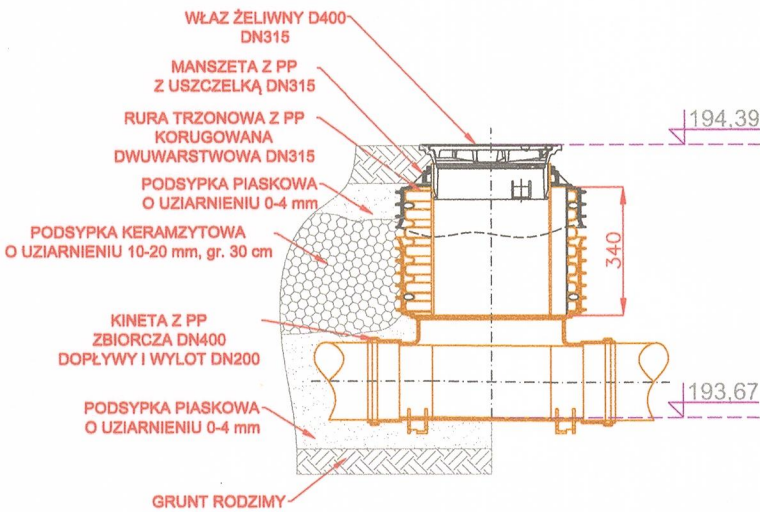 WŁAZ ŻELIWNY D400
DN315
MANSZETA Z PP
Z USZCZELKĄ DN315
RURA TRZONOWA Z PP
KORUGOWANA
DWUWARSTWOWA DN315
PODSYPKA PIASKOWA
O UZIARNIENIU 0-4 mm
PODSYPKA KERAMZYTOWA
O UZIARNIENIU 10-20 mm, gr. 30 cm
KINETA Z PP
ZBIORCZA DN400
DOPŁYWY I WYLOT DN200
PODSYPKA PIASKOWA
O UZIARNIENIU 0-4 mm
GRUNT RODZIMY
194,39
340
193,67